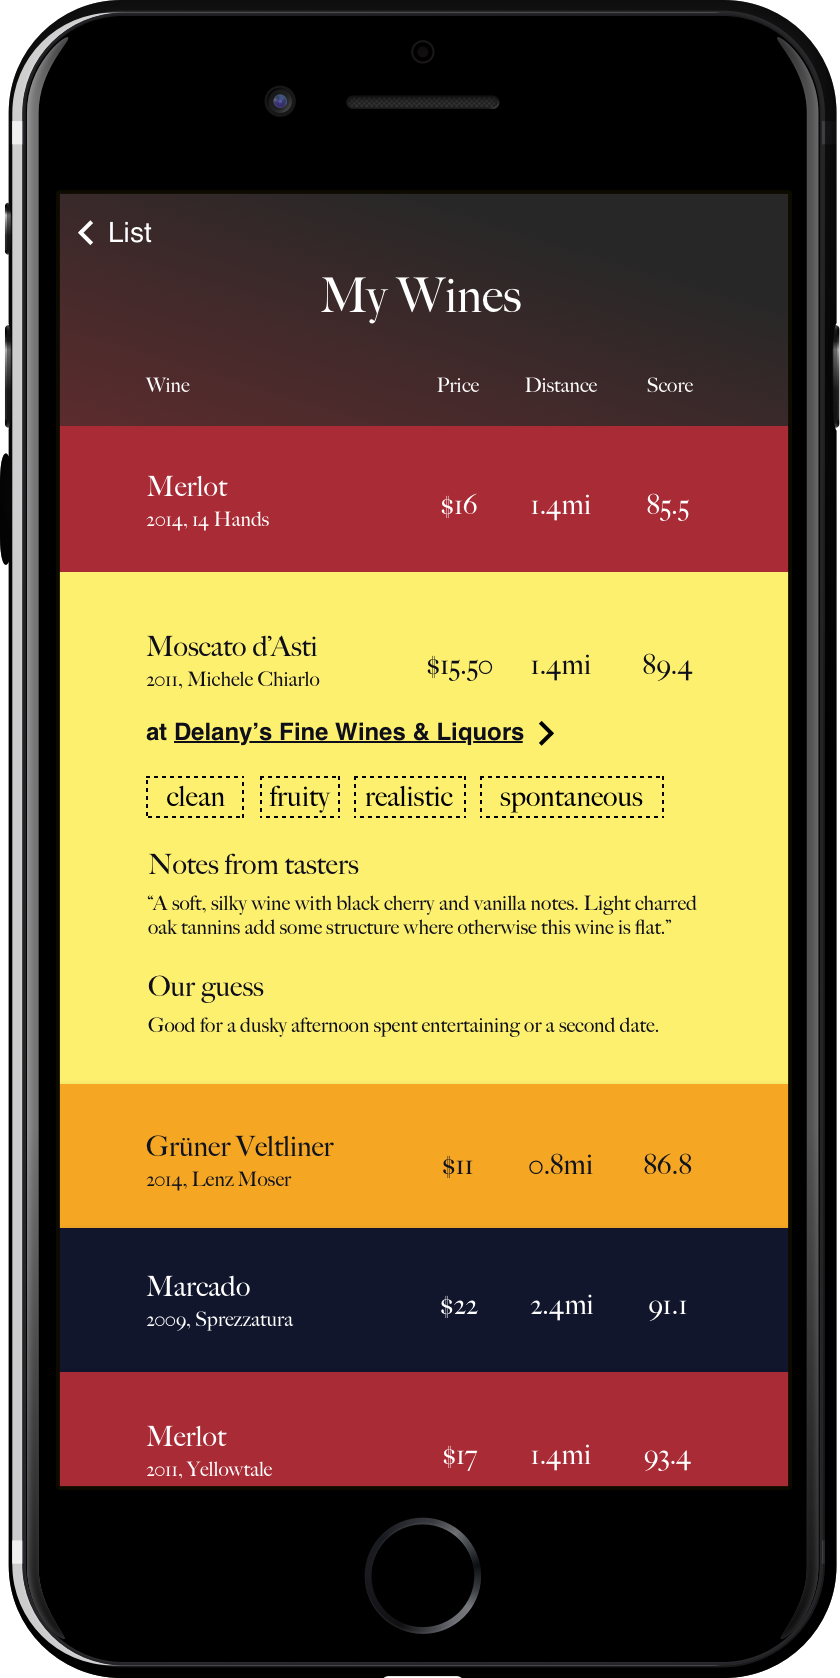 List
My Wines
Wine Price Distance Score
Merlot
2014, 14 Hands
$16 1.4mi 85.5
Moscato d’Asti
2011, Michele Chiarlo
$15.50 1.4mi 89.4
at Delany’s Fine Wines & Liquors
clean fruity realistic spontaneous
Notes from tasters
“A soft, silky wine with black cherry and vanilla notes. Light charred
oak tannins add some structure where otherwise this wine is flat.”
Our guess
Good for a dusky afternoon spent entertaining or a second date.
Grüner Veltliner
2014, Lenz Moser
$11 0.8mi 86.8
Marcado
2009, Sprezzatura
$22 2.4mi 91.1
Merlot
2011, Yellowtale
$17 1.4mi 93.4